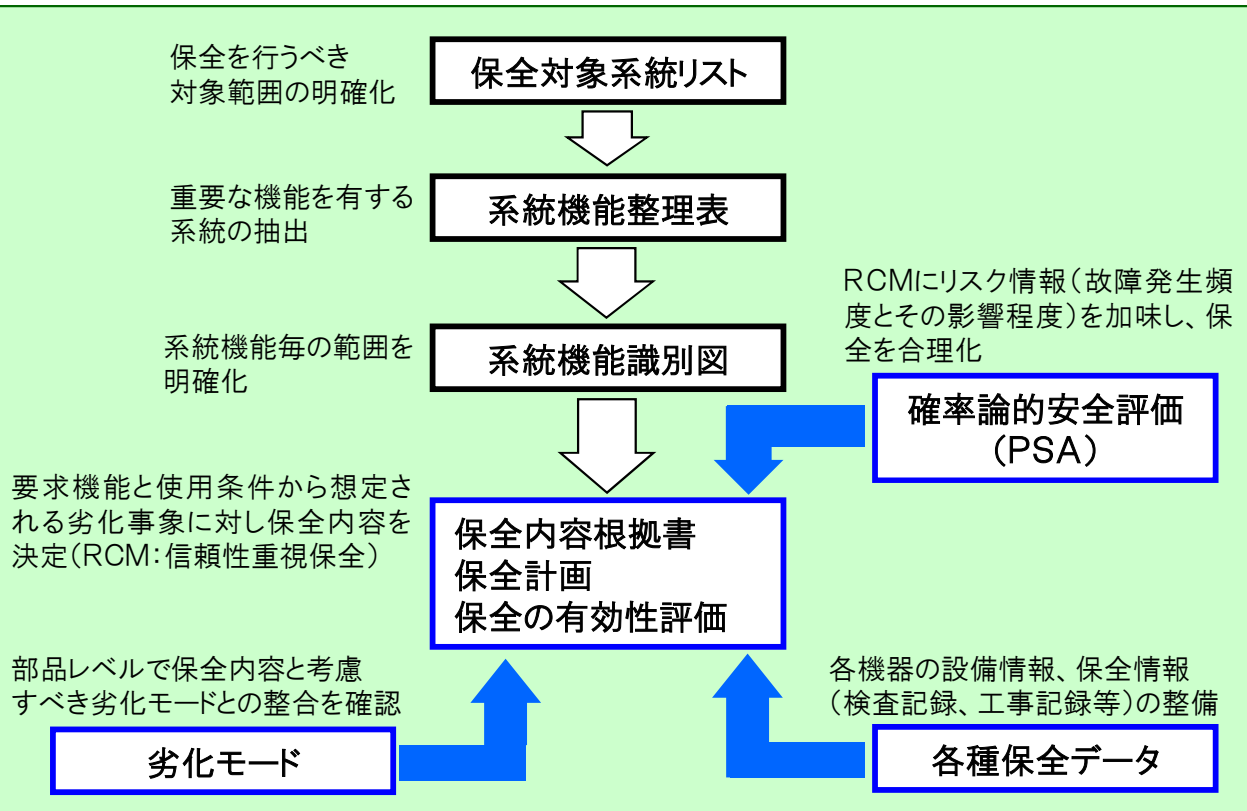 保全を行うべき
対象範囲の明確化
保全対象系統リスト
重要な機能を有する
系統の抽出
系統機能整理表
系統機能毎の範囲を
明確化
系統機能識別図
RCMにリスク情報(故障発生頻
度とその影響程度)を加味し、保
全を合理化
確率論的安全評価
(PSA)
要求機能と使用条件から想定さ
れる劣化事象に対し保全内容を
決定(RCM:信頼性重視保全)
保全内容根拠書
保全計画
保全の有効性評価
部品レベルで保全内容と考慮
すべき劣化モードとの整合を確認
劣化モード
各機器の設備情報、保全情報
(検査記録、工事記録等)の整備
各種保全データ